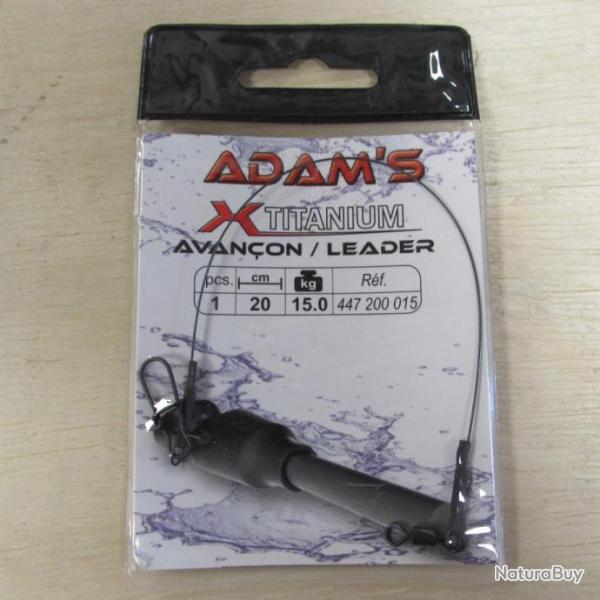 ADAM'S
X TITANIUM
AVANÇON / LEADER
pcs. cm kg Réf.
1 20 15.0 447 200 015
NaturaBuy